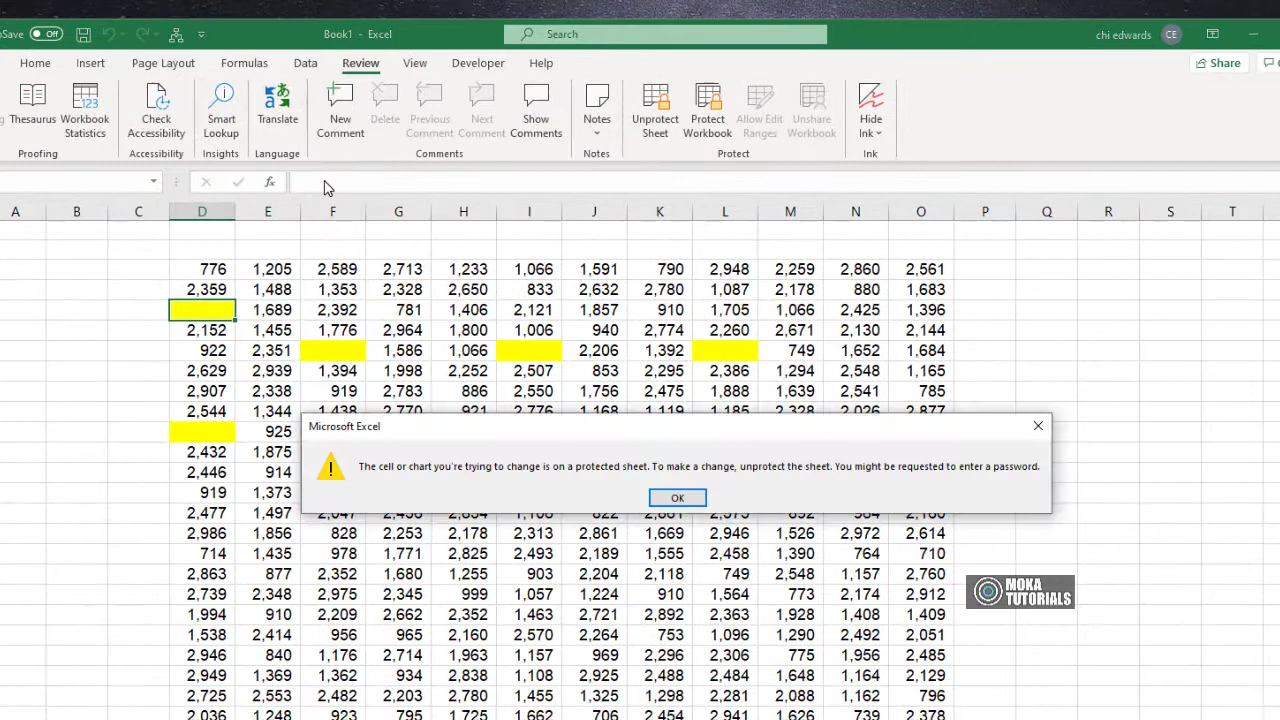 Save Off Book1 - Excel Search chi edwards CE
Home Insert Page Layout Formulas Data Review View Developer Help Share
Thesaurus Workbook Statistics Check Accessibility Smart Lookup Translate New Comment Delete Previous Comment Next Comment Show Comments Notes Unprotect Sheet Protect Workbook Allow Edit Ranges Unshare Workbook Hide Ink
Proofing Accessibility Insights Language Comments Notes Protect Ink
fx
A B C D E F G H I J K L M N O P Q R S T
776 1,205 2,589 2,713 1,233 1,066 1,591 790 2,948 2,259 2,860 2,561
2,359 1,488 1,353 2,328 2,650 833 2,632 2,780 1,087 2,178 880 1,683
1,689 2,392 781 1,406 2,121 1,857 910 1,705 1,066 2,425 1,396
2,152 1,455 1,776 2,964 1,800 1,006 940 2,774 2,260 2,671 2,130 2,144
922 2,351 1,586 1,066 2,206 1,392 749 1,652 1,684
2,629 2,939 1,394 1,998 2,252 2,507 853 2,295 2,386 1,294 2,548 1,165
2,907 2,338 919 2,783 886 2,550 1,756 2,475 1,888 1,639 2,541 785
2,544 1,344 1,438 2,770 921 2,776 1,168 1,119 1,185 2,328 2,026 2,877
925
Microsoft Excel
2,432 1,875
The cell or chart you're trying to change is on a protected sheet. To make a change, unprotect the sheet. You might be requested to enter a password.
2,446 914
919 1,373
OK
2,477 1,497
2,986 1,856 828 2,253 2,178 2,313 2,861 1,669 2,946 1,526 2,972 2,614
714 1,435 978 1,771 2,825 2,493 2,189 1,555 2,458 1,390 764 710
2,863 877 2,352 1,680 1,255 903 2,204 2,118 749 2,548 1,157 2,760
2,739 2,348 2,975 2,345 999 1,057 1,224 910 1,564 773 2,174 2,912
MOKA
TUTORIALS
1,994 910 2,209 2,662 2,352 1,463 2,721 2,892 2,363 1,928 1,408 1,409
1,538 2,414 956 965 2,160 2,570 2,264 753 1,096 1,290 2,492 2,051
2,946 840 1,176 2,714 1,963 1,157 969 2,296 2,306 775 1,956 2,485
2,949 1,369 1,362 934 2,838 1,108 2,925 2,488 2,484 1,648 1,164 2,129
2,725 2,553 2,482 2,203 2,780 1,455 1,325 1,298 2,281 2,088 1,162 796
2,036 1,248 923 795 1,725 1,662 706 2,454 2,941 1,626 739 2,378